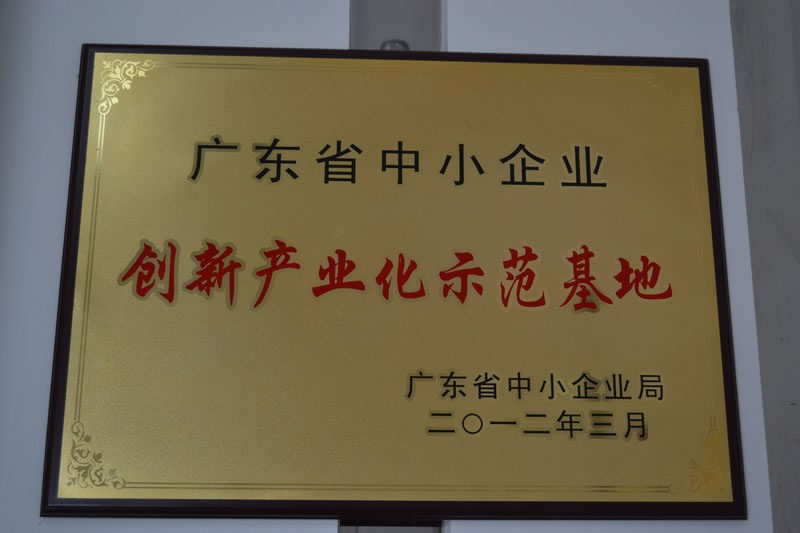 广东省中小企业
创新产业化示范基地
广东省中小企业局
二〇一二年三月